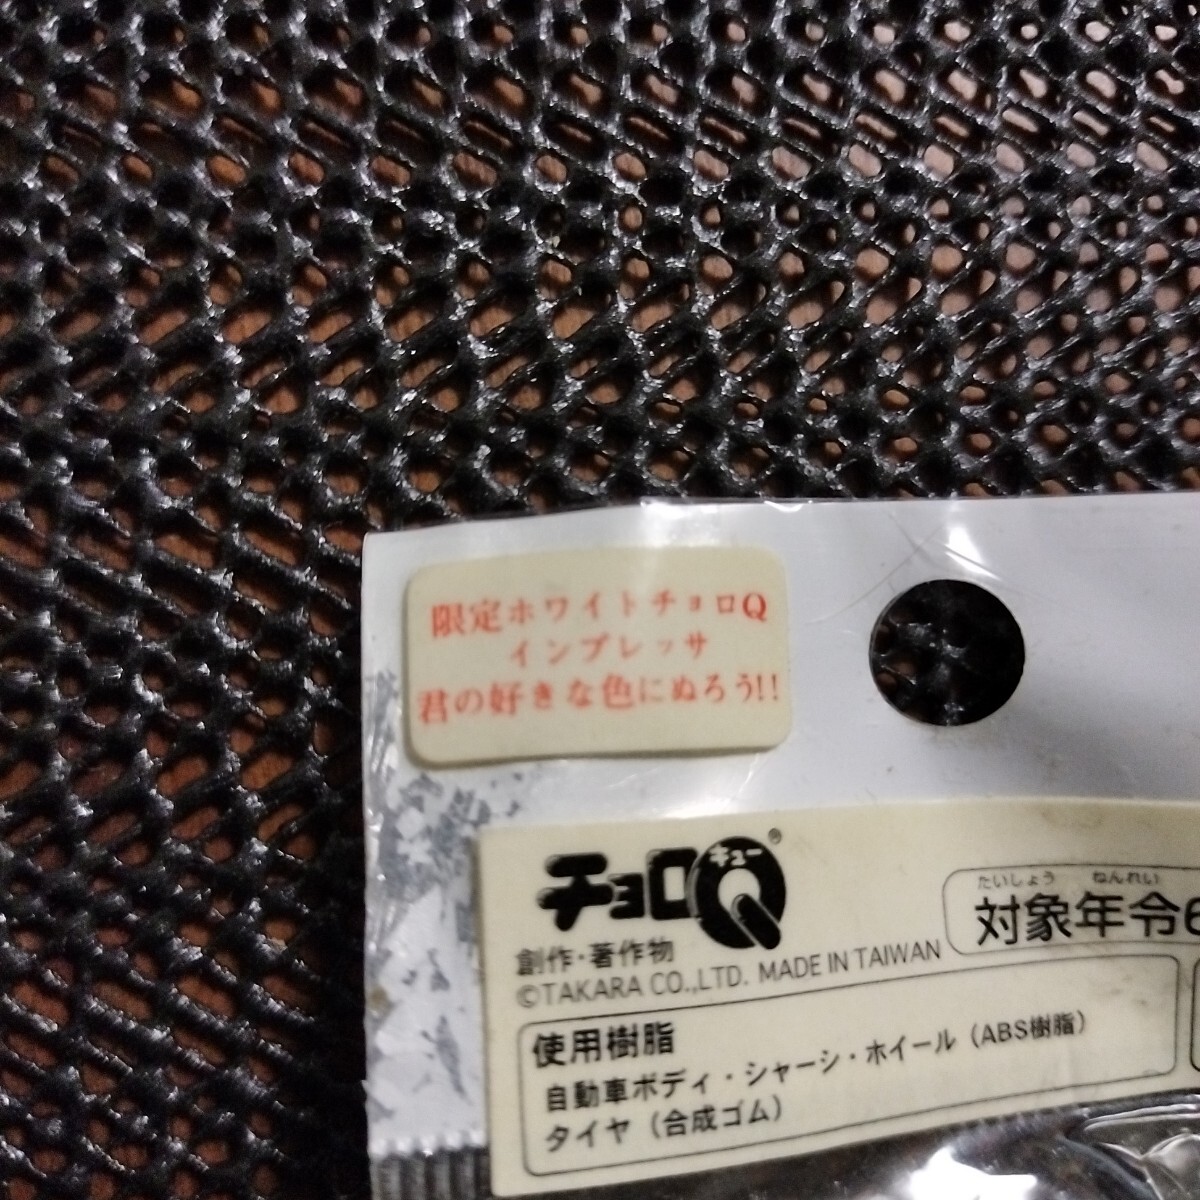 限定ホワイトチョロQ
インプレッサ
君の好きな色にぬろう!!
チョロQ®
キュー
たいしょう ねんれい
対象年令6
創作・著作物
©TAKARA CO.,LTD. MADE IN TAIWAN
使用樹脂
自動車ボディ・シャーシ・ホイール(ABS樹脂)
タイヤ(合成ゴム)